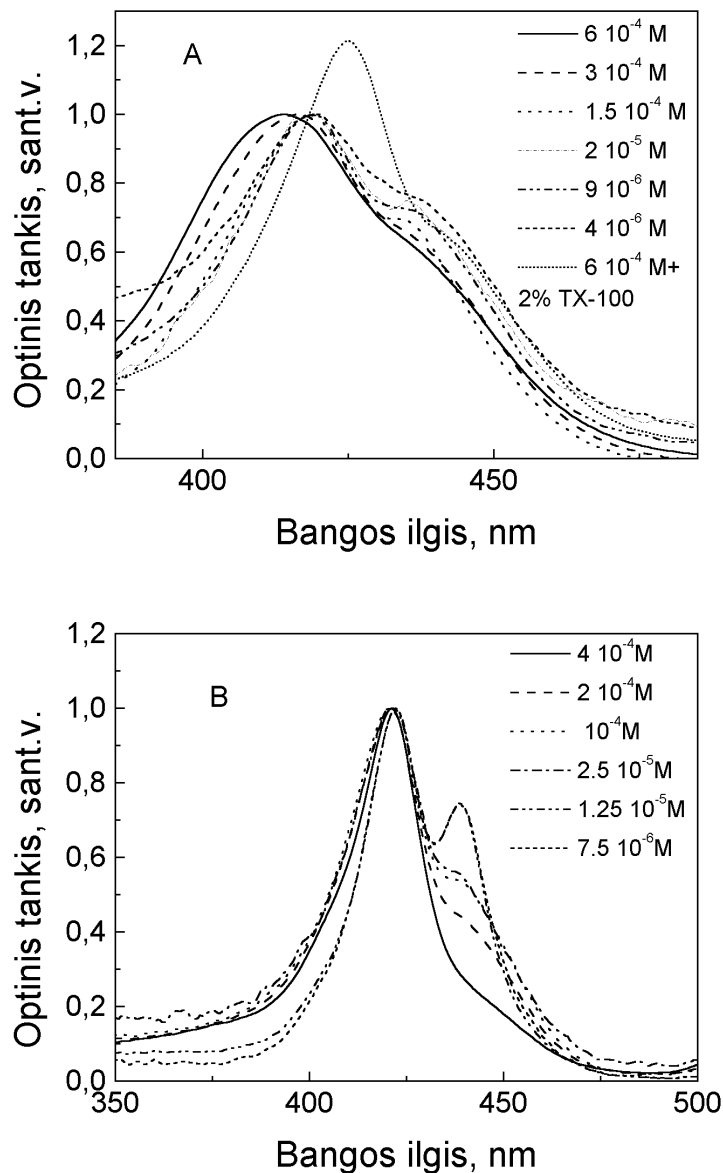 A
1,2
1,0
0,8
0,6
0,4
0,2
0,0
Optinis tankis, sant.v.
400
450
Bangos ilgis, nm
6 10⁻⁴ M
3 10⁻⁴ M
1.5 10⁻⁴ M
2 10⁻⁵ M
9 10⁻⁶ M
4 10⁻⁶ M
6 10⁻⁴ M+
2% TX-100
B
1,2
1,0
0,8
0,6
0,4
0,2
0,0
Optinis tankis, sant.v.
350
400
450
500
Bangos ilgis, nm
4 10⁻⁴M
2 10⁻⁴M
10⁻⁴M
2.5 10⁻⁵M
1.25 10⁻⁵M
7.5 10⁻⁶M